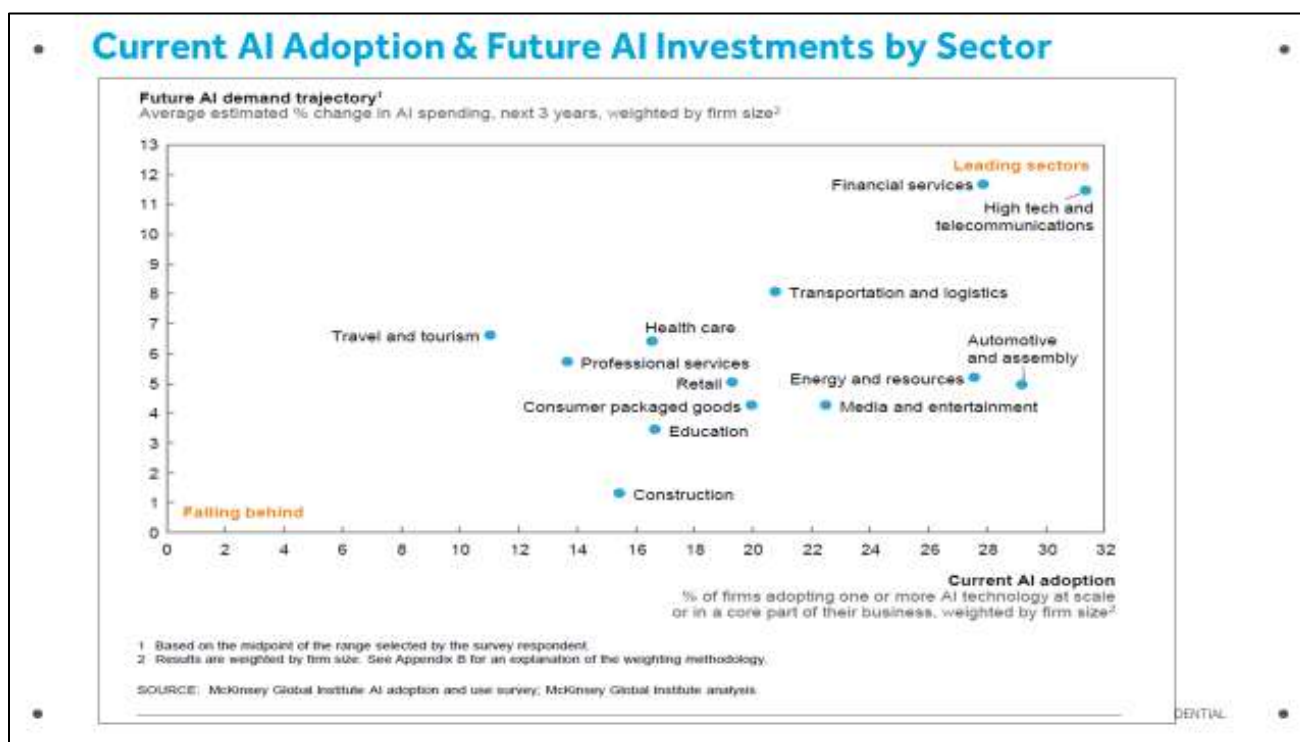 Current AI Adoption & Future AI Investments by Sector
Future AI demand trajectory¹
Average estimated % change in AI spending, next 3 years, weighted by firm size²
13
12
11
10
9
8
7
6
5
4
3
2
1
0
Leading sectors
Financial services
High tech and
telecommunications
Transportation and logistics
Travel and tourism
Health care
Automotive
and assembly
Professional services
Retail
Energy and resources
Consumer packaged goods
Media and entertainment
Education
Construction
Falling behind
0 2 4 6 8 10 12 14 16 18 20 22 24 26 28 30 32
Current AI adoption
% of firms adopting one or more AI technology at scale
or in a core part of their business, weighted by firm size²
1 Based on the midpoint of the range selected by the survey respondent.
2 Results are weighted by firm size. See Appendix B for an explanation of the weighting methodology.
SOURCE: McKinsey Global Institute AI adoption and use survey; McKinsey Global Institute analysis
DENTIAL